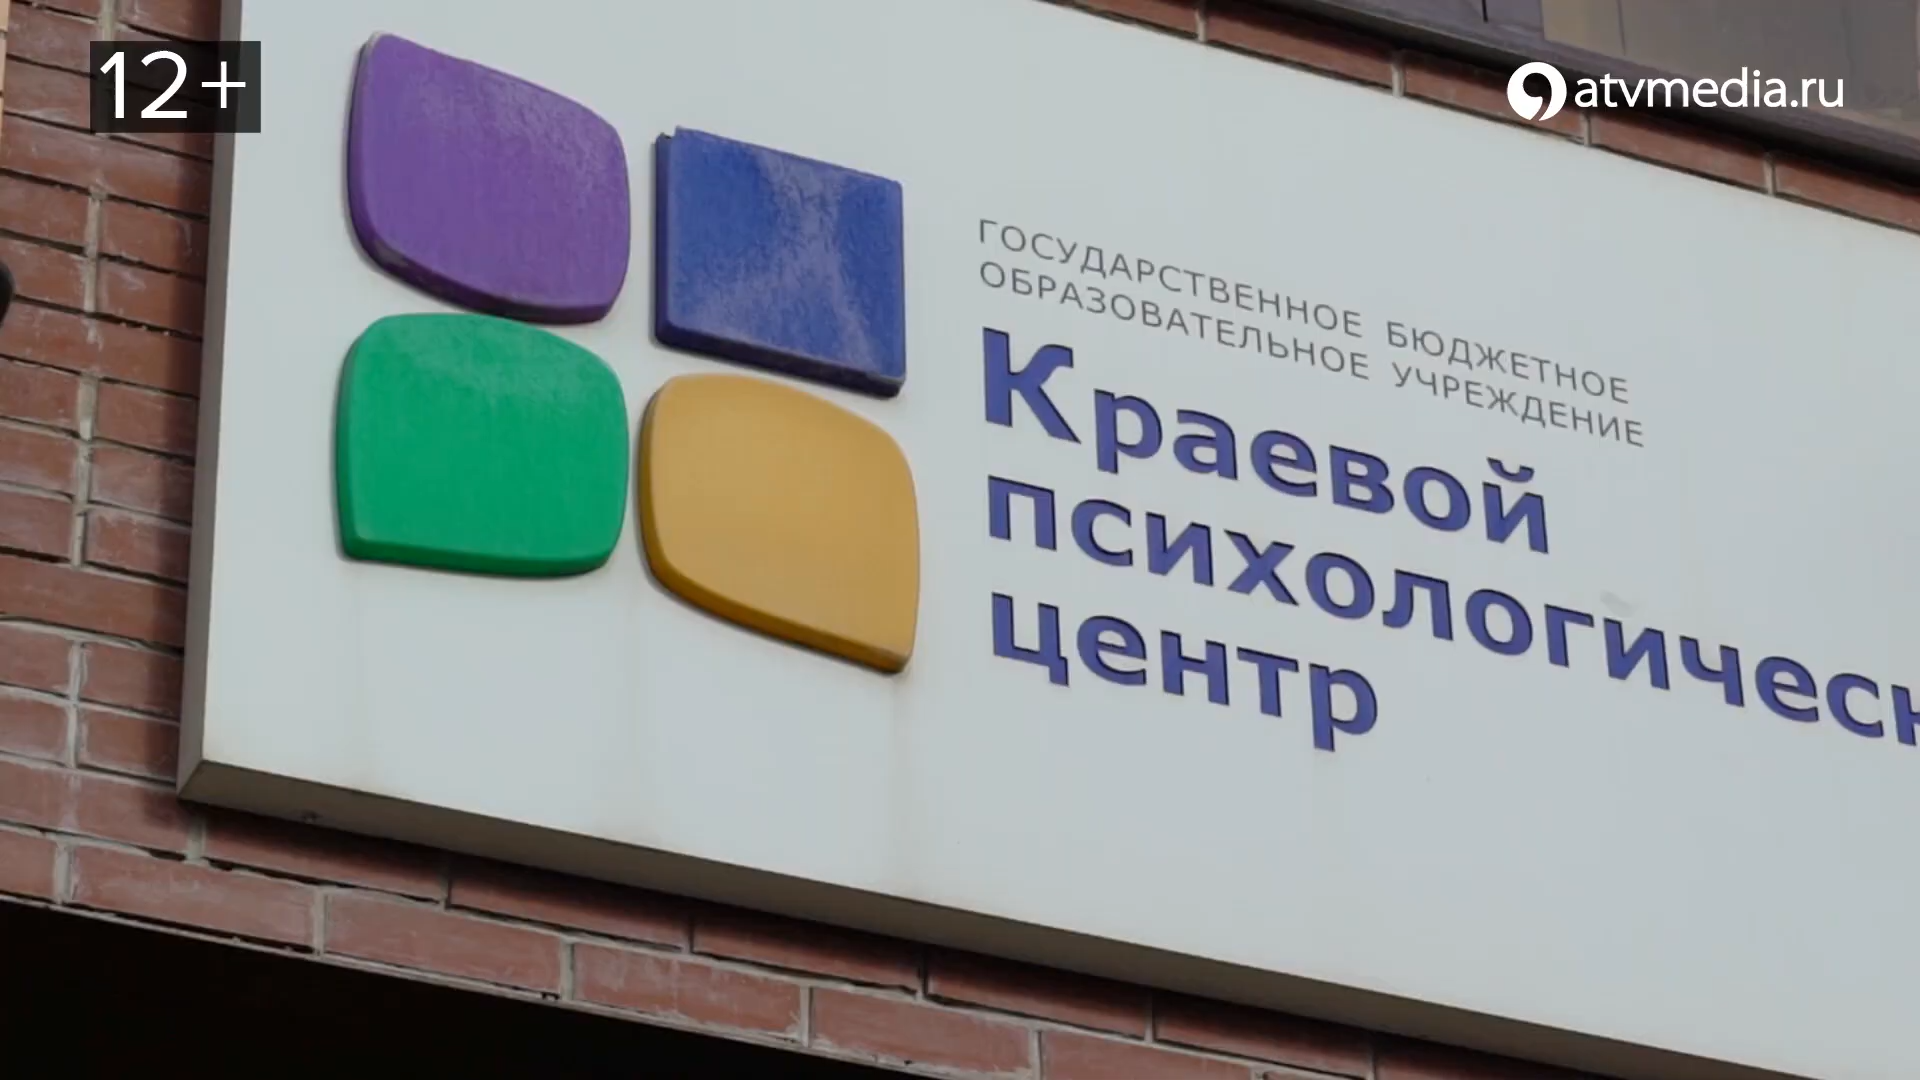 12+
atvmedia.ru
ГОСУДАРСТВЕННОЕ БЮДЖЕТНОЕ
ОБРАЗОВАТЕЛЬНОЕ УЧРЕЖДЕНИЕ
Краевой
психологическ
центр